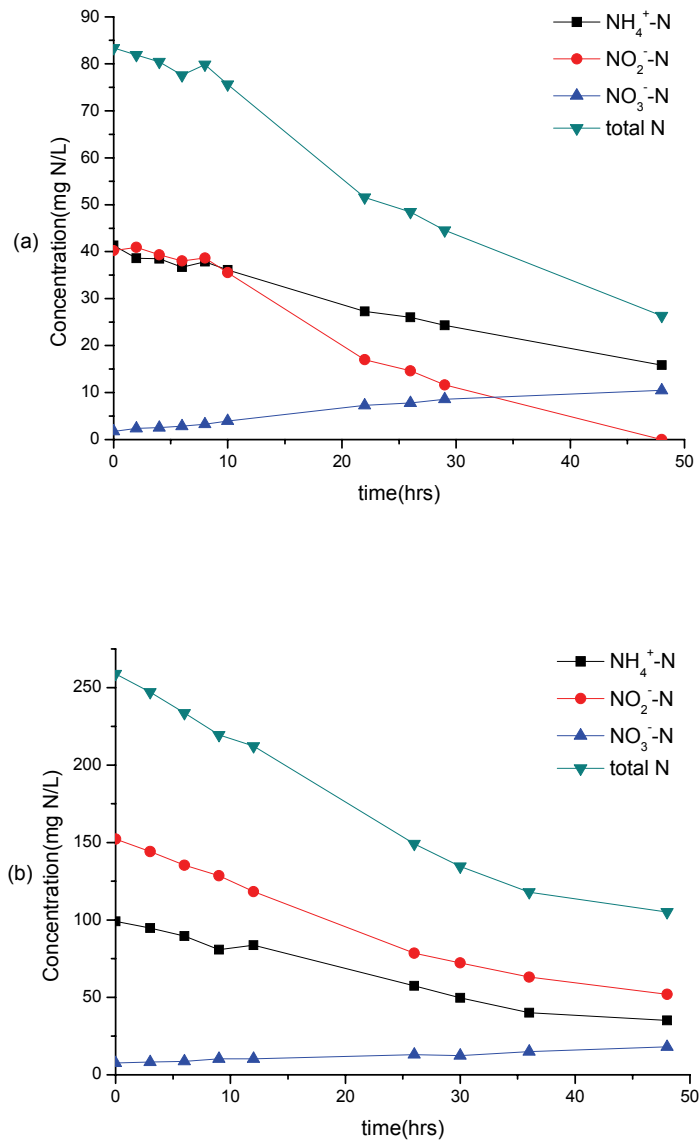 90
80
70
60
50
40
30
20
10
0
Concentration(mg N/L)
(a)
NH₄⁺-N
NO₂⁻-N
NO₃⁻-N
total N
0 10 20 30 40 50
time(hrs)
250
200
150
100
50
0
Concentration(mg N/L)
(b)
NH₄⁺-N
NO₂⁻-N
NO₃⁻-N
total N
0 10 20 30 40 50
time(hrs)